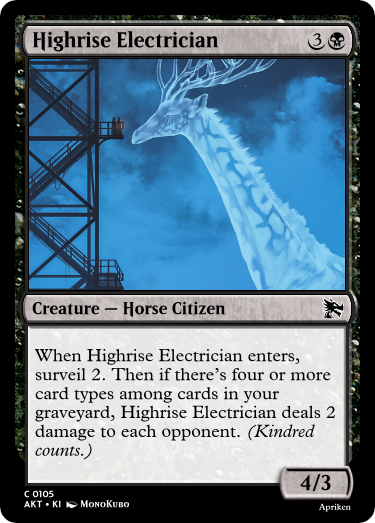 Highrise Electrician 3
Creature — Horse Citizen
When Highrise Electrician enters,
surveil 2. Then if there's four or more
card types among cards in your
graveyard, Highrise Electrician deals 2
damage to each opponent. (Kindred
counts.)
4/3
C 0105
AKT • KI MonoKubo
Apriken